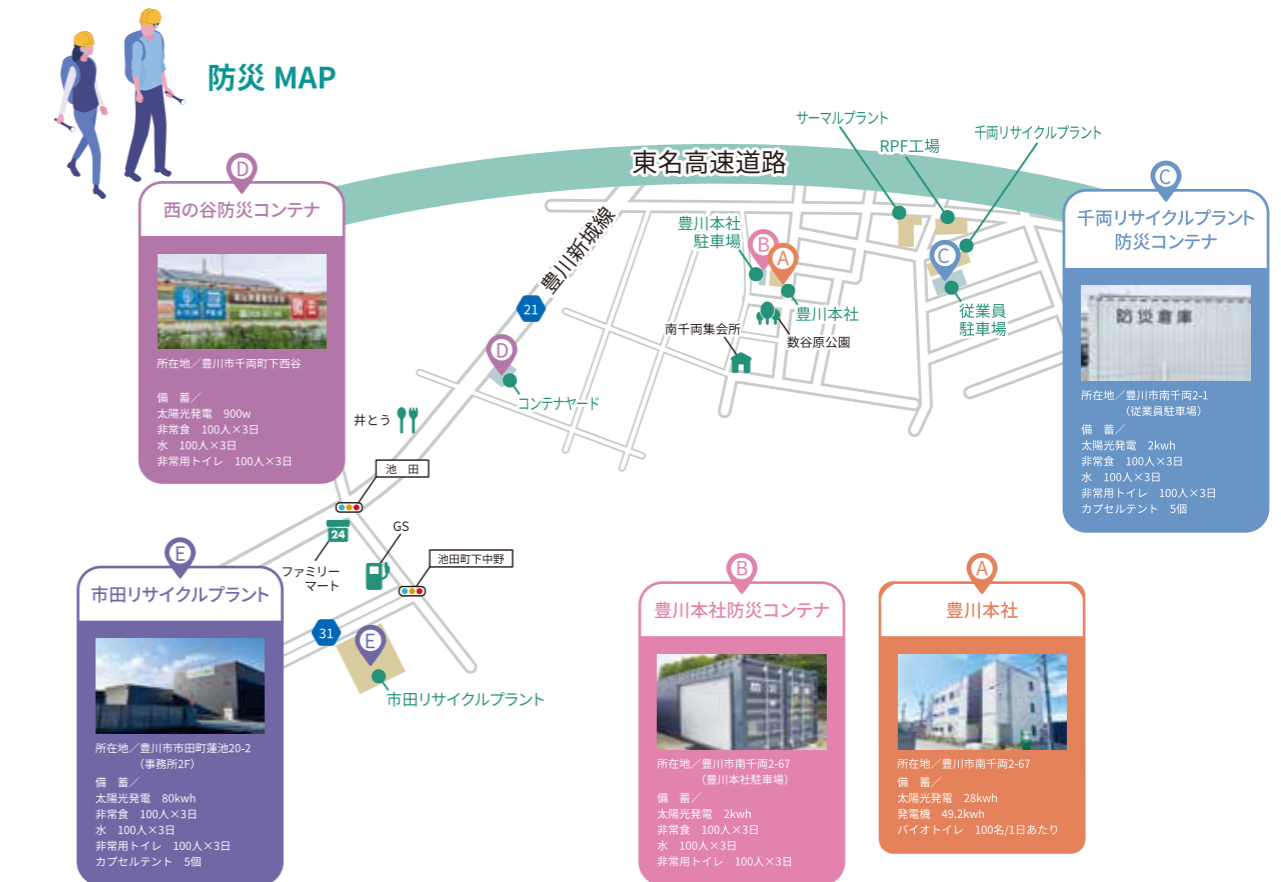 防災 MAP
サーマルプラント
RPF工場
千両リサイクルプラント
東名高速道路
D
西の谷防災コンテナ
所在地／豊川市千両町下西谷
備　蓄／
太陽光発電　900w
非常食　100人×3日
水　100人×3日
非常用トイレ　100人×3日
C
千両リサイクルプラント
防災コンテナ
防災倉庫
所在地／豊川市南千両2-1
（従業員駐車場）
備　蓄／
太陽光発電　2kwh
非常食　100人×3日
水　100人×3日
非常用トイレ　100人×3日
カプセルテント　5個
豊川新城線
21
豊川本社
駐車場
B
A
C
豊川本社
従業員
駐車場
数谷原公園
南千両集会所
D
コンテナヤード
井とう
池　田
24
ファミリー
マート
GS
池田町下中野
31
E
市田リサイクルプラント
E
市田リサイクルプラント
所在地／豊川市市田町蓮池20-2
（事務所2F）
備　蓄／
太陽光発電　80kwh
非常食　100人×3日
水　100人×3日
非常用トイレ　100人×3日
カプセルテント　5個
B
豊川本社防災コンテナ
所在地／豊川市南千両2-67
（豊川本社駐車場）
備　蓄／
太陽光発電　2kwh
非常食　100人×3日
水　100人×3日
非常用トイレ　100人×3日
A
豊川本社
所在地／豊川市南千両2-67
備　蓄／
太陽光発電　28kwh
発電機　49.2kwh
バイオトイレ　100名/1日あたり